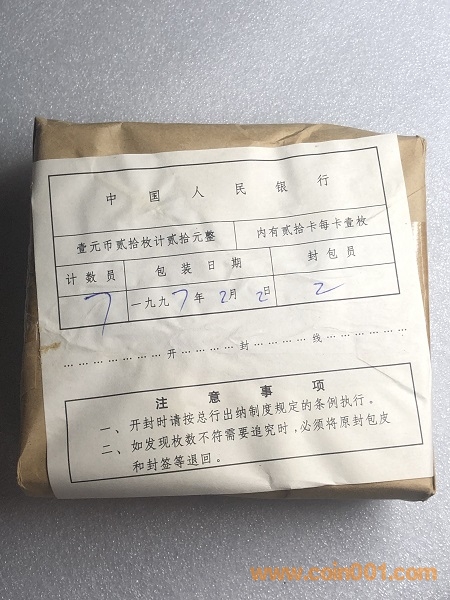 中国人民银行
壹元币贰拾枚计贰拾元整 内有贰拾卡每卡壹枚
计数员 包装日期 封包员
7 一九九7年2月2日 2
………………开………封………线………………
注意事项
一、开封时请按总行出纳制度规定的条例执行。
二、如发现枚数不符需要追究时,必须将原封包皮
和封签等退回。
www.coin001.com